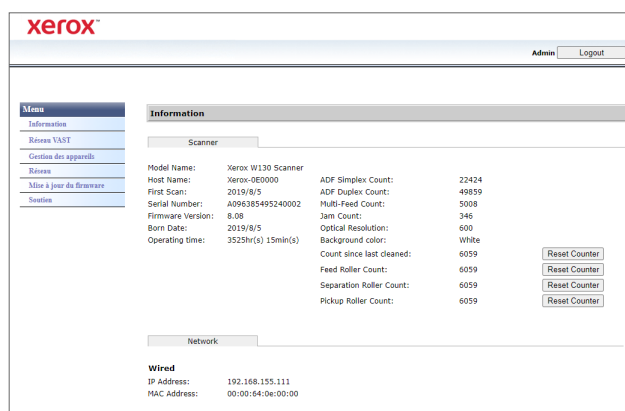 xerox™
Admin Logout
Menu
Information
Réseau VAST
Gestion des appareils
Réseau
Mise à jour du firmware
Soutien
Information
Scanner
Model Name: Xerox W130 Scanner
Host Name: Xerox-0E0000 ADF Simplex Count: 22424
First Scan: 2019/8/5 ADF Duplex Count: 49859
Serial Number: A096385495240002 Multi-Feed Count: 5008
Firmware Version: 8.08 Jam Count: 346
Born Date: 2019/8/5 Optical Resolution: 600
Operating time: 3525hr(s) 15min(s) Background color: White
Count since last cleaned: 6059 Reset Counter
Feed Roller Count: 6059 Reset Counter
Separation Roller Count: 6059 Reset Counter
Pickup Roller Count: 6059 Reset Counter
Network
Wired
IP Address: 192.168.155.111
MAC Address: 00:00:64:0e:00:00